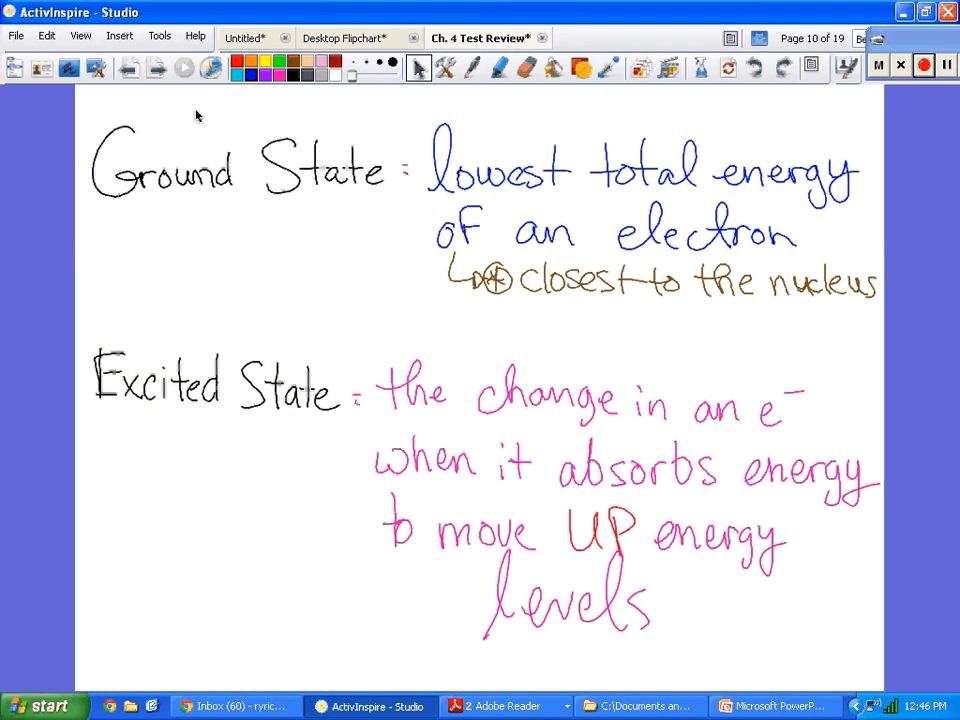 ActivInspire - Studio
File Edit View Insert Tools Help
Untitled* Desktop Flipchart* Ch. 4 Test Review* Page 10 of 19 Be
M
Ground State = lowest total energy
of an electron
closest to the nucleus
Excited State = the change in an e⁻
when it absorbs energy
to move UP energy
levels
start Inbox (60) - ryric... ActivInspire - Studio 2 Adobe Reader C:\Documents an... Microsoft PowerP... 12:46 PM